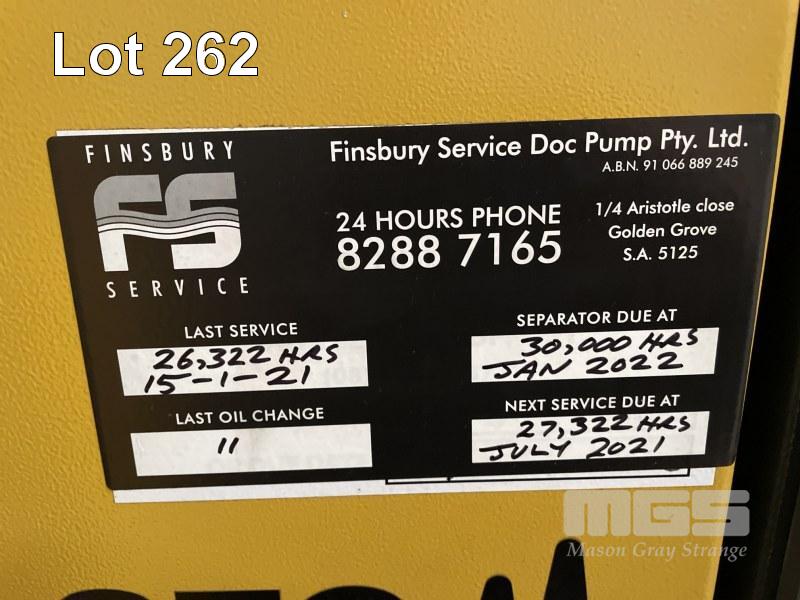 Lot 262
FINSBURY
FS
SERVICE
Finsbury Service Doc Pump Pty. Ltd.
A.B.N. 91 066 889 245
24 HOURS PHONE
8288 7165
1/4 Aristotle close
Golden Grove
S.A. 5125
LAST SERVICE
26,322 HRS
15-1-21
SEPARATOR DUE AT
30,000 HRS
JAN 2022
LAST OIL CHANGE
11
NEXT SERVICE DUE AT
27,322 HRS
JULY 2021
MGS
Mason Gray Strange